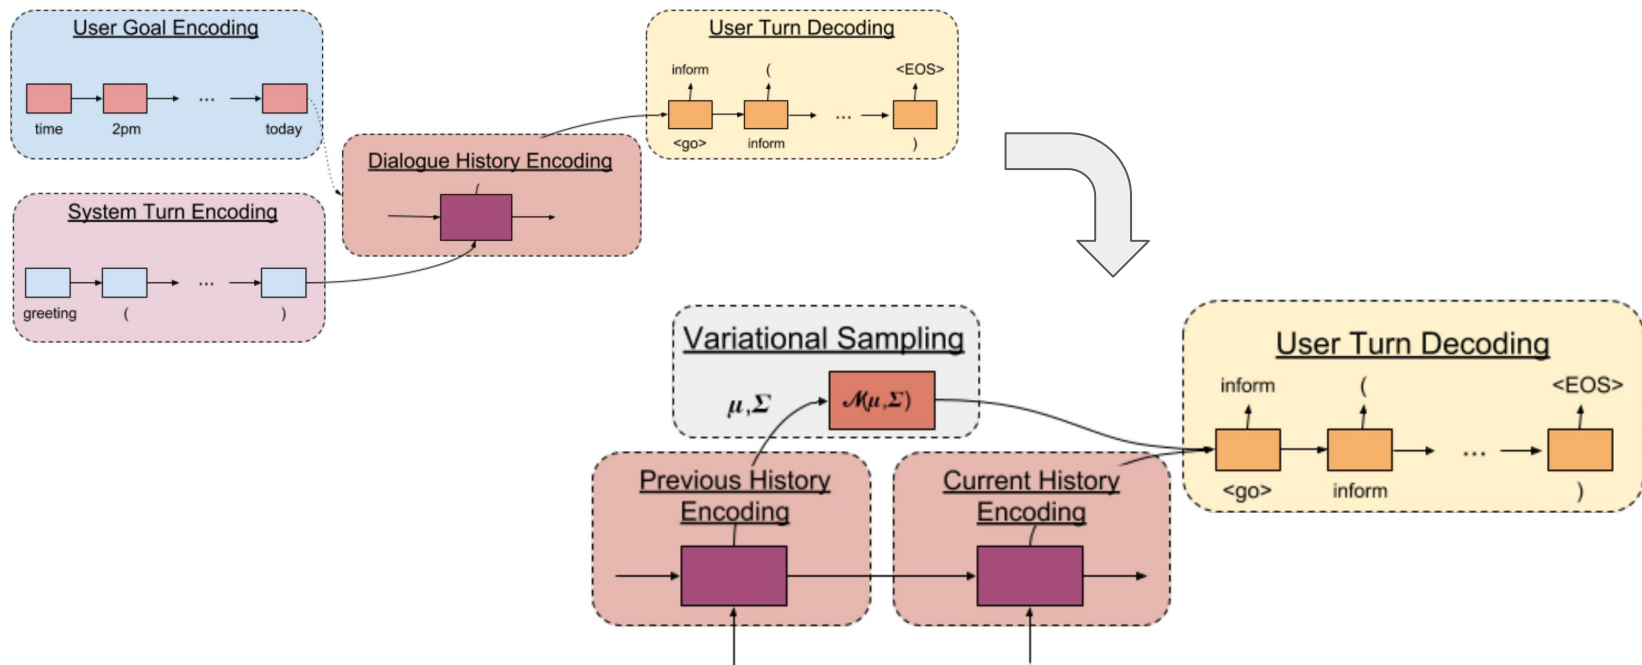 User Goal Encoding
time 2pm ... today
System Turn Encoding
greeting ( ... )
Dialogue History Encoding
User Turn Decoding
inform ( <EOS>
...
<go> inform )
Variational Sampling
μ,Σ 𝒩(μ,Σ)
Previous History
Encoding
Current History
Encoding
User Turn Decoding
inform ( <EOS>
...
<go> inform )